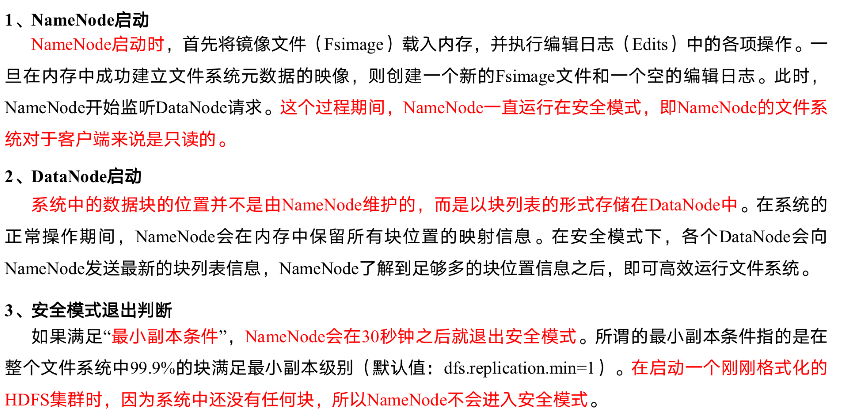 1、NameNode启动
NameNode启动时，首先将镜像文件（Fsimage）载入内存，并执行编辑日志（Edits）中的各项操作。一
旦在内存中成功建立文件系统元数据的映像，则创建一个新的Fsimage文件和一个空的编辑日志。此时，
NameNode开始监听DataNode请求。这个过程期间，NameNode一直运行在安全模式，即NameNode的文件系
统对于客户端来说是只读的。
2、DataNode启动
系统中的数据块的位置并不是由NameNode维护的，而是以块列表的形式存储在DataNode中。在系统的
正常操作期间，NameNode会在内存中保留所有块位置的映射信息。在安全模式下，各个DataNode会向
NameNode发送最新的块列表信息，NameNode了解到足够多的块位置信息之后，即可高效运行文件系统。
3、安全模式退出判断
如果满足“最小副本条件”，NameNode会在30秒钟之后就退出安全模式。所谓的最小副本条件指的是在
整个文件系统中99.9%的块满足最小副本级别（默认值：dfs.replication.min=1）。在启动一个刚刚格式化的
HDFS集群时，因为系统中还没有任何块，所以NameNode不会进入安全模式。